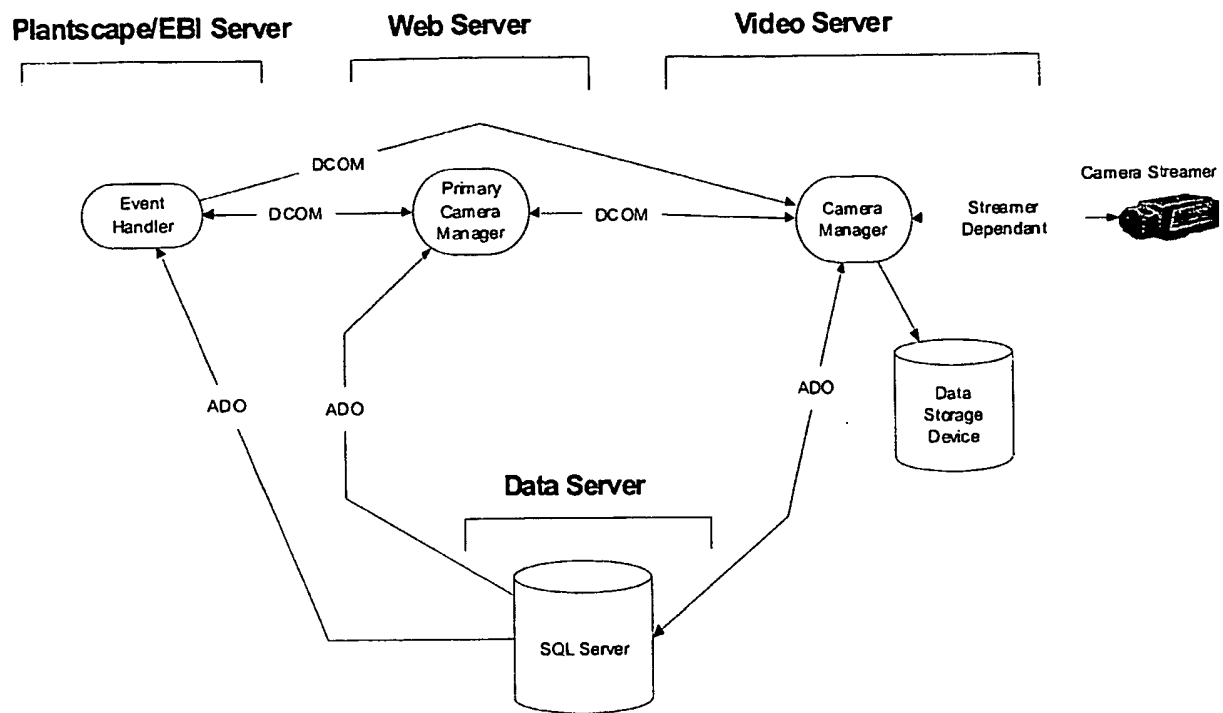 Plantscape/EBI Server
Web Server
Video Server
DCOM
Event
Handler
DCOM
Primary
Camera
Manager
DCOM
Camera
Manager
Streamer
Dependant
Camera Streamer
ADO
ADO
ADO
Data
Storage
Device
Data Server
SQL Server